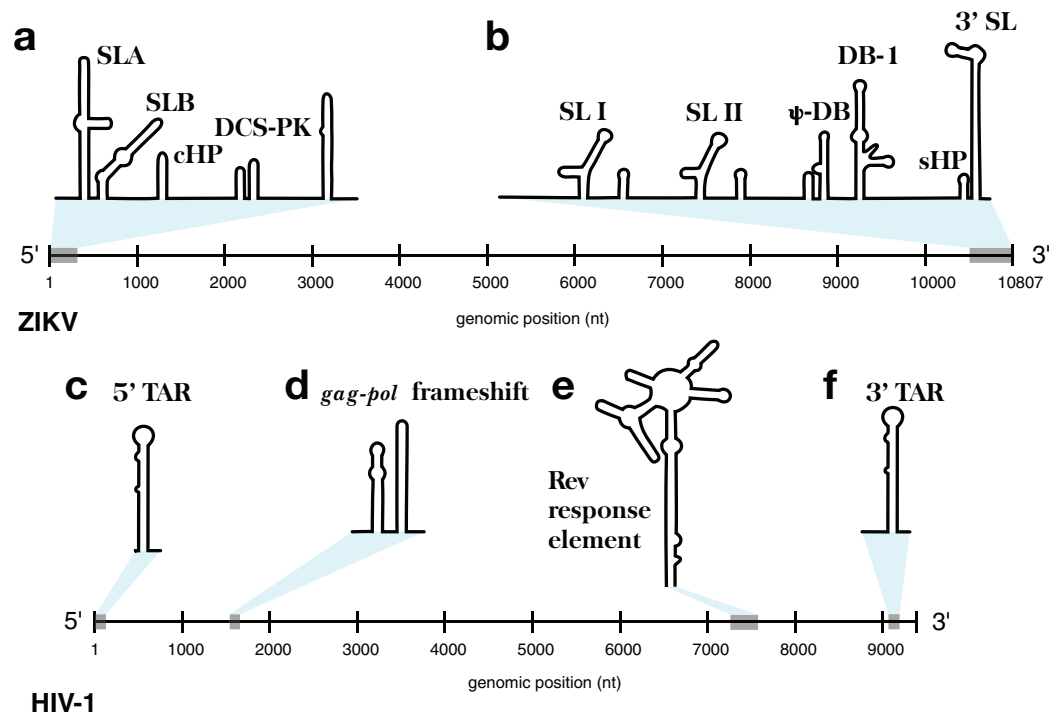 a
b
SLA
SLB
cHP
DCS-PK
SL I
SL II
ψ-DB
DB-1
sHP
3’ SL
5' 3'
1 1000 2000 3000 4000 5000 6000 7000 8000 9000 10000 10807
genomic position (nt)
ZIKV
c
5’ TAR
d
gag-pol frameshift
e
Rev
response
element
f
3’ TAR
5' 3'
1 1000 2000 3000 4000 5000 6000 7000 8000 9000
genomic position (nt)
HIV-1